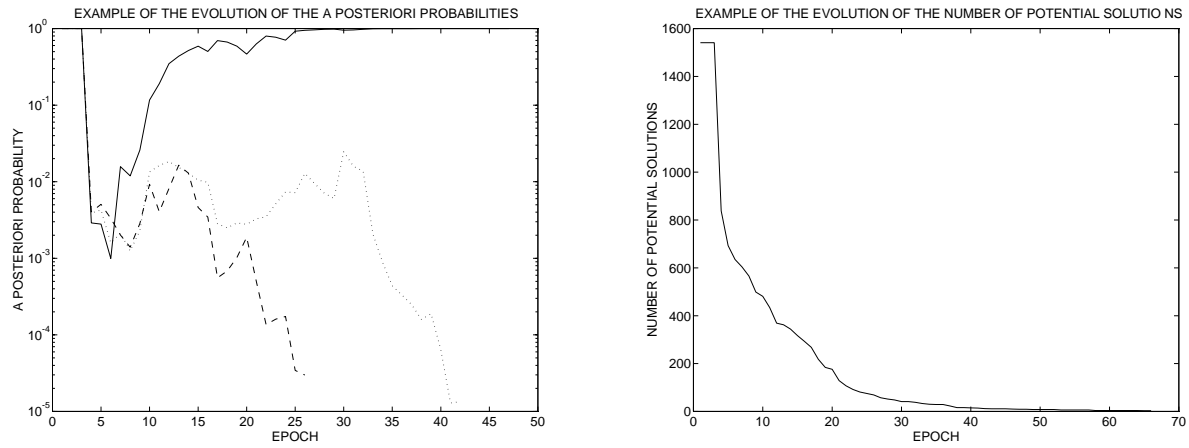 EXAMPLE OF THE EVOLUTION OF THE A POSTERIORI PROBABILITIES
10^0
10^-1
10^-2
10^-3
10^-4
10^-5
A POSTERIORI PROBABILITY
0 5 10 15 20 25 30 35 40 45 50
EPOCH
EXAMPLE OF THE EVOLUTION OF THE NUMBER OF POTENTIAL SOLUTIO NS
1600
1400
1200
1000
800
600
400
200
0
NUMBER OF POTENTIAL SOLUTIONS
0 10 20 30 40 50 60 70
EPOCH